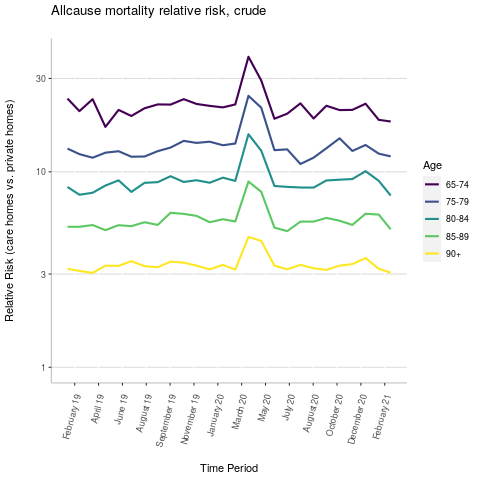 Allcause mortality relative risk, crude
Relative Risk (care homes vs. private homes)
30
10
3
1
February 19
April 19
June 19
August 19
September 19
November 19
January 20
March 20
May 20
July 20
August 20
October 20
December 20
February 21
Time Period
Age
65-74
75-79
80-84
85-89
90+